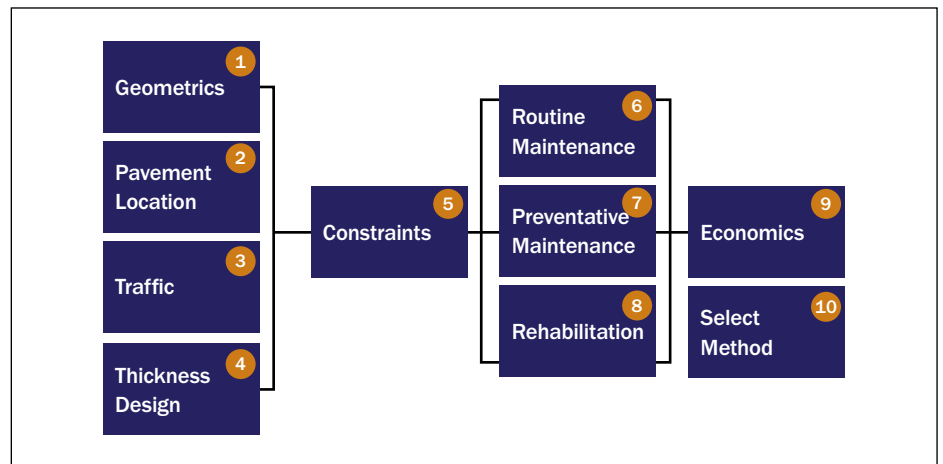 1
Geometrics
2
Pavement
Location
3
Traffic
4
Thickness
Design
5
Constraints
6
Routine
Maintenance
7
Preventative
Maintenance
8
Rehabilitation
9
Economics
10
Select
Method